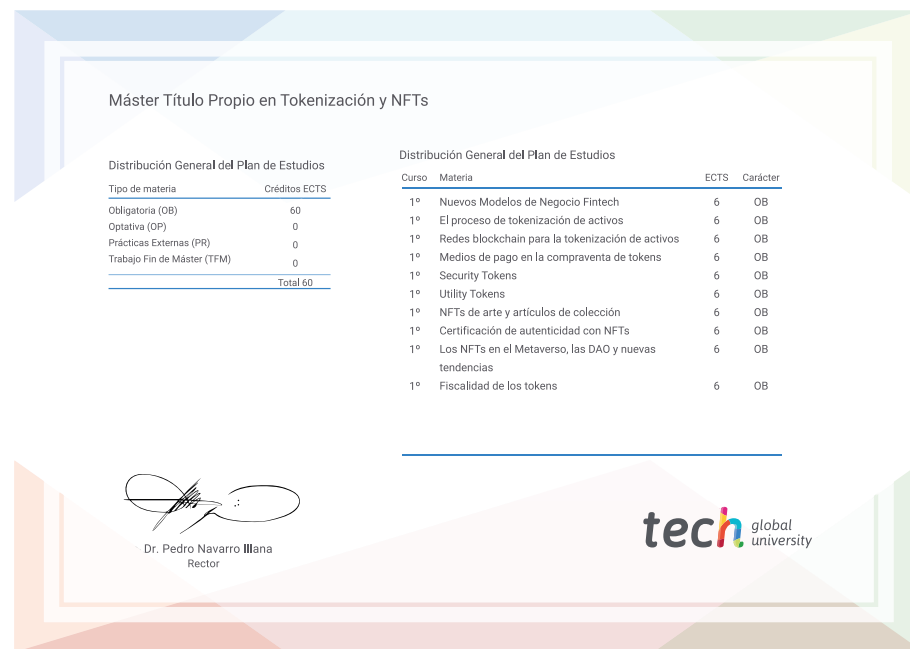 Máster Título Propio en Tokenización y NFTs
Distribución General del Plan de Estudios
Tipo de materia Créditos ECTS
Obligatoria (OB) 60
Optativa (OP) 0
Prácticas Externas (PR) 0
Trabajo Fin de Máster (TFM) 0
Total 60
Distribución General del Plan de Estudios
Curso Materia ECTS Carácter
1º Nuevos Modelos de Negocio Fintech 6 OB
1º El proceso de tokenización de activos 6 OB
1º Redes blockchain para la tokenización de activos 6 OB
1º Medios de pago en la compraventa de tokens 6 OB
1º Security Tokens 6 OB
1º Utility Tokens 6 OB
1º NFTs de arte y artículos de colección 6 OB
1º Certificación de autenticidad con NFTs 6 OB
1º Los NFTs en el Metaverso, las DAO y nuevas 6 OB
tendencias
1º Fiscalidad de los tokens 6 OB
Dr. Pedro Navarro Illana
Rector
tech global
university